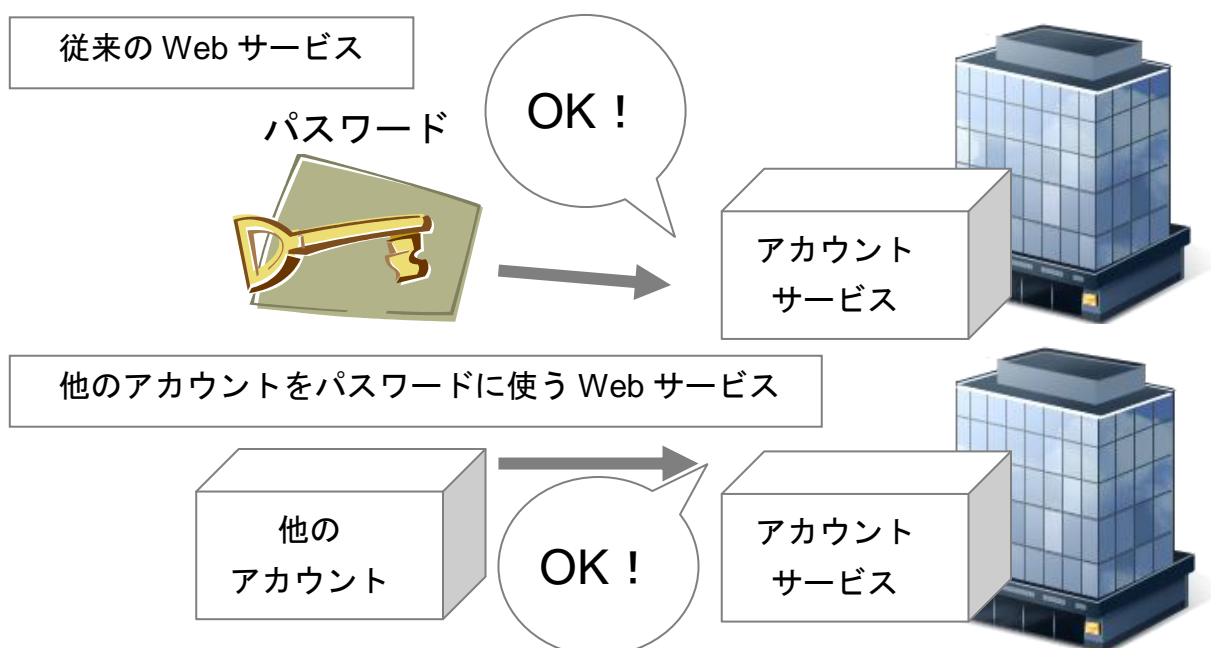 従来の Web サービス
パスワード
OK！
アカウント
サービス
他のアカウントをパスワードに使う Web サービス
他の
アカウント
OK！
アカウント
サービス